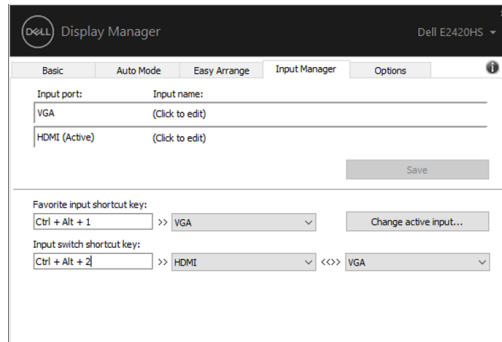 DELL Display Manager Dell E2420HS
Basic Auto Mode Easy Arrange Input Manager Options
Input port: Input name:
VGA (Click to edit)
HDMI (Active) (Click to edit)
Save
Favorite input shortcut key:
Ctrl + Alt + 1 >> VGA Change active input...
Input switch shortcut key:
Ctrl + Alt + 2 >> HDMI <<>> VGA